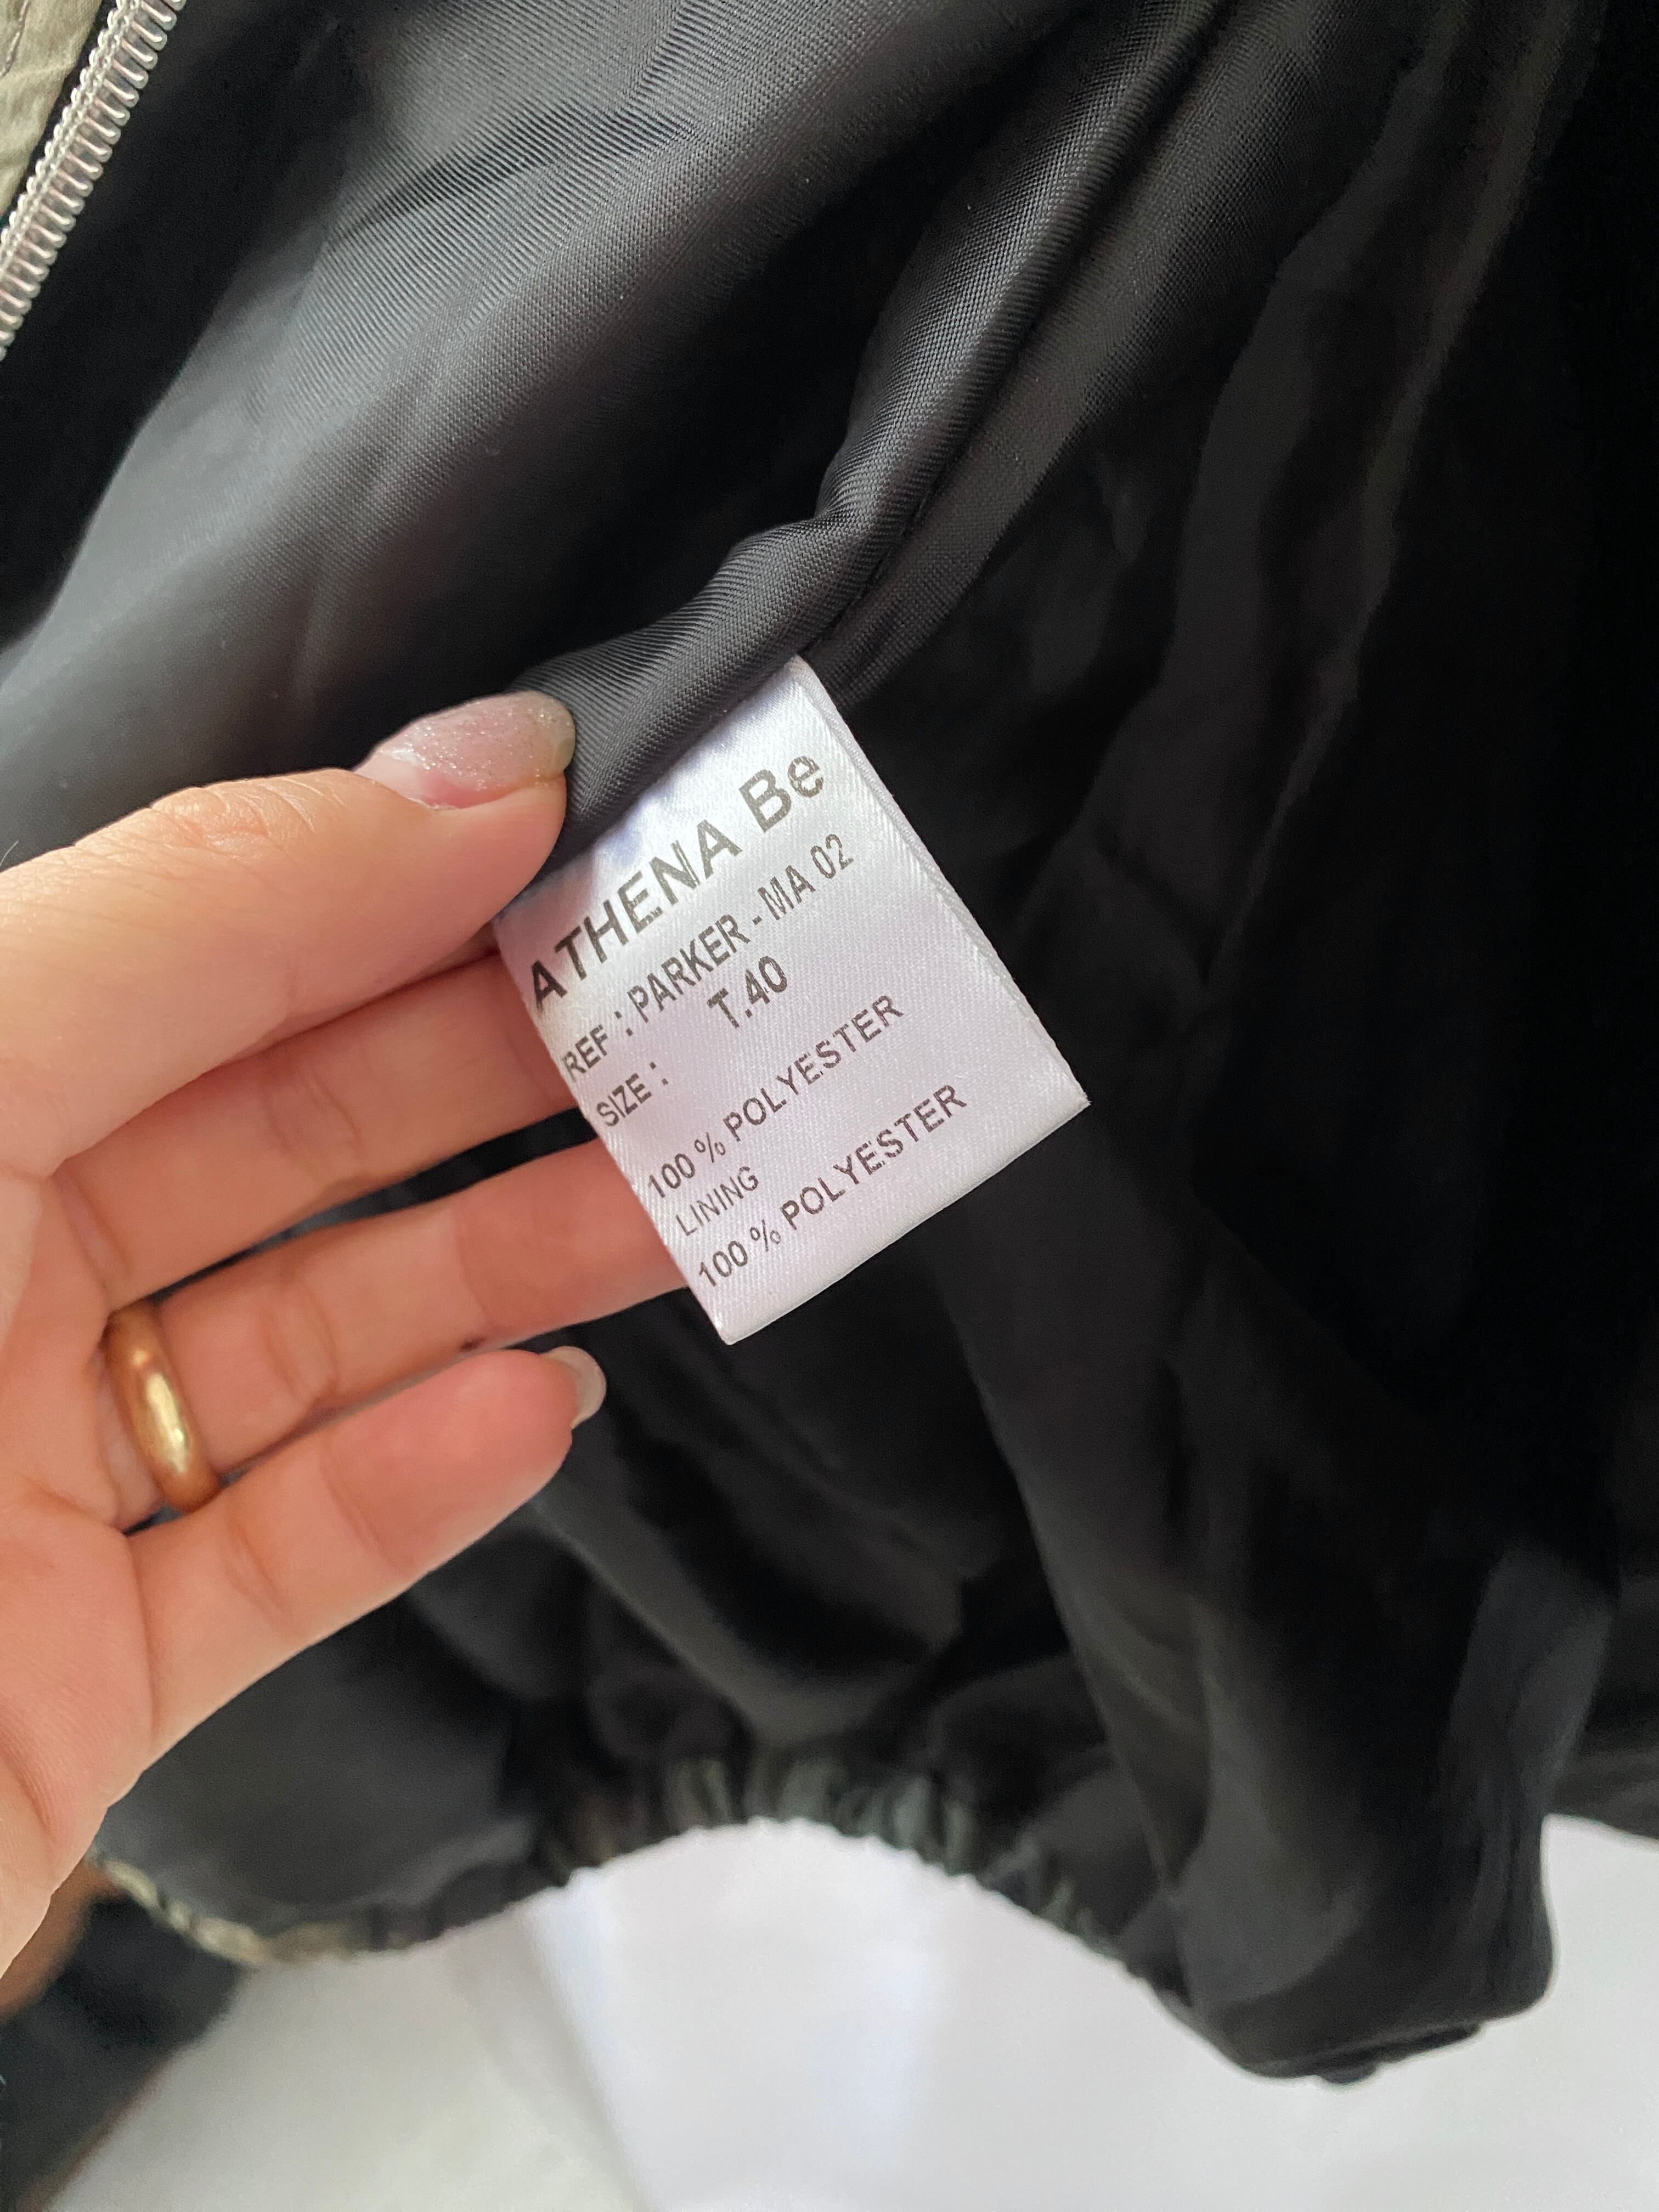 ATHENA Be
REF : PARKER - MA 02
SIZE : T.40
100 % POLYESTER
LINING
100 % POLYESTER